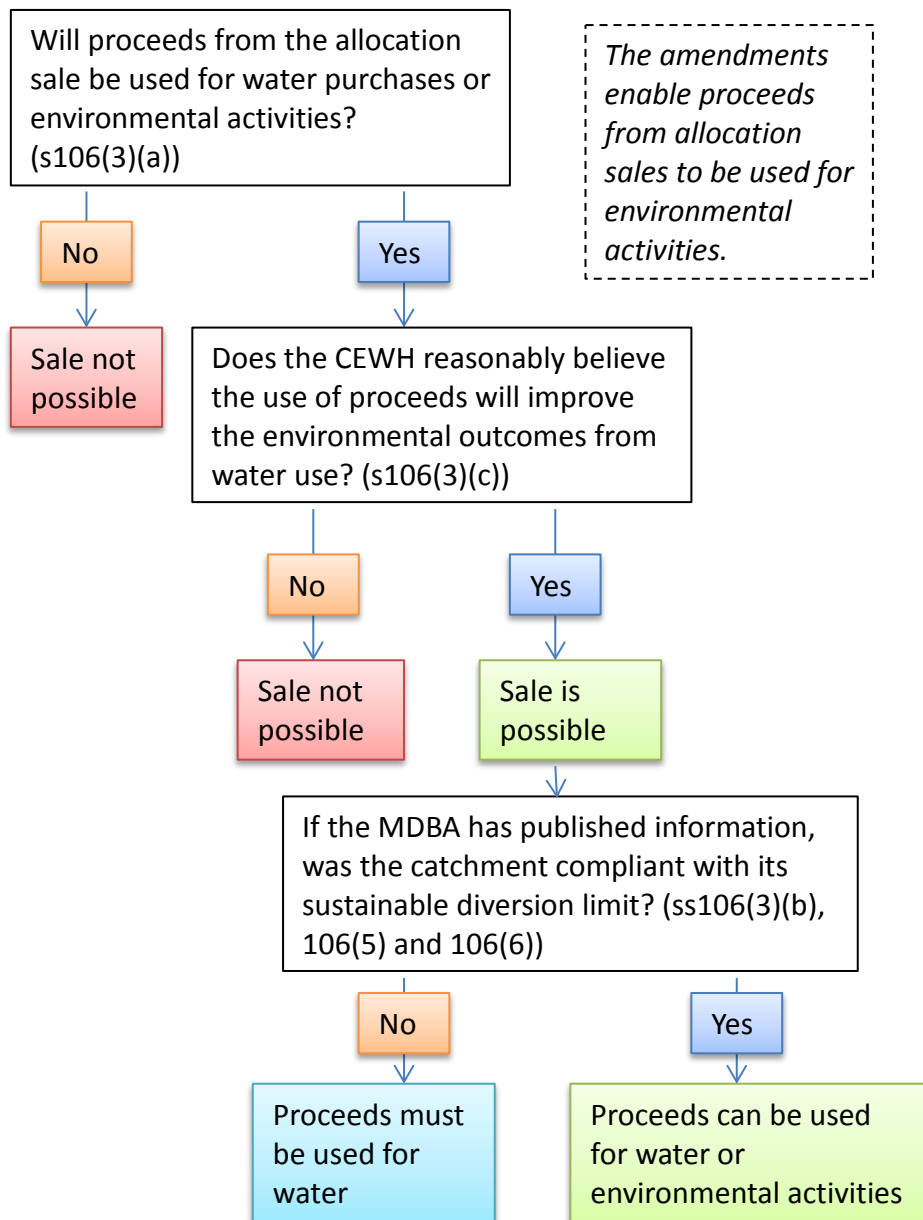 Will proceeds from the allocation
sale be used for water purchases or
environmental activities?
(s106(3)(a))
The amendments
enable proceeds
from allocation
sales to be used for
environmental
activities.
No
Yes
Sale not
possible
Does the CEWH reasonably believe
the use of proceeds will improve
the environmental outcomes from
water use? (s106(3)(c))
No
Yes
Sale not
possible
Sale is
possible
If the MDBA has published information,
was the catchment compliant with its
sustainable diversion limit? (ss106(3)(b),
106(5) and 106(6))
No
Yes
Proceeds must
be used for
water
Proceeds can be used
for water or
environmental activities